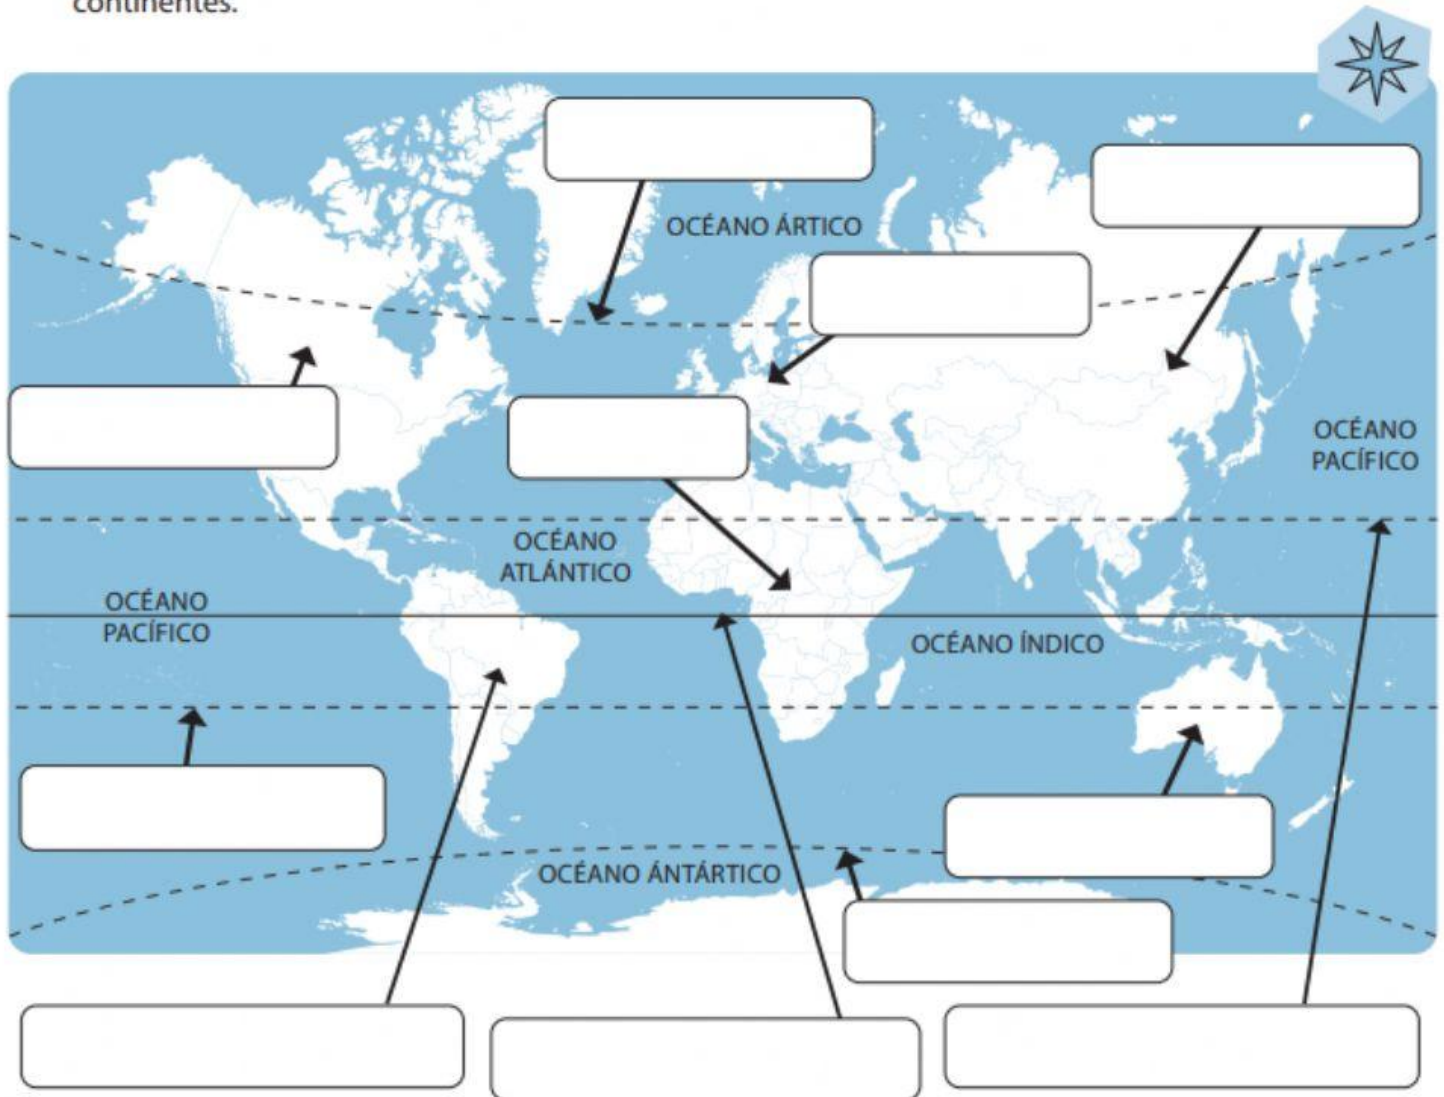 continentes.
OCÉANO ÁRTICO
OCÉANO
PACÍFICO
OCÉANO
ATLÁNTICO
OCÉANO
PACÍFICO
OCÉANO ÍNDICO
OCÉANO ÁNTÁRTICO